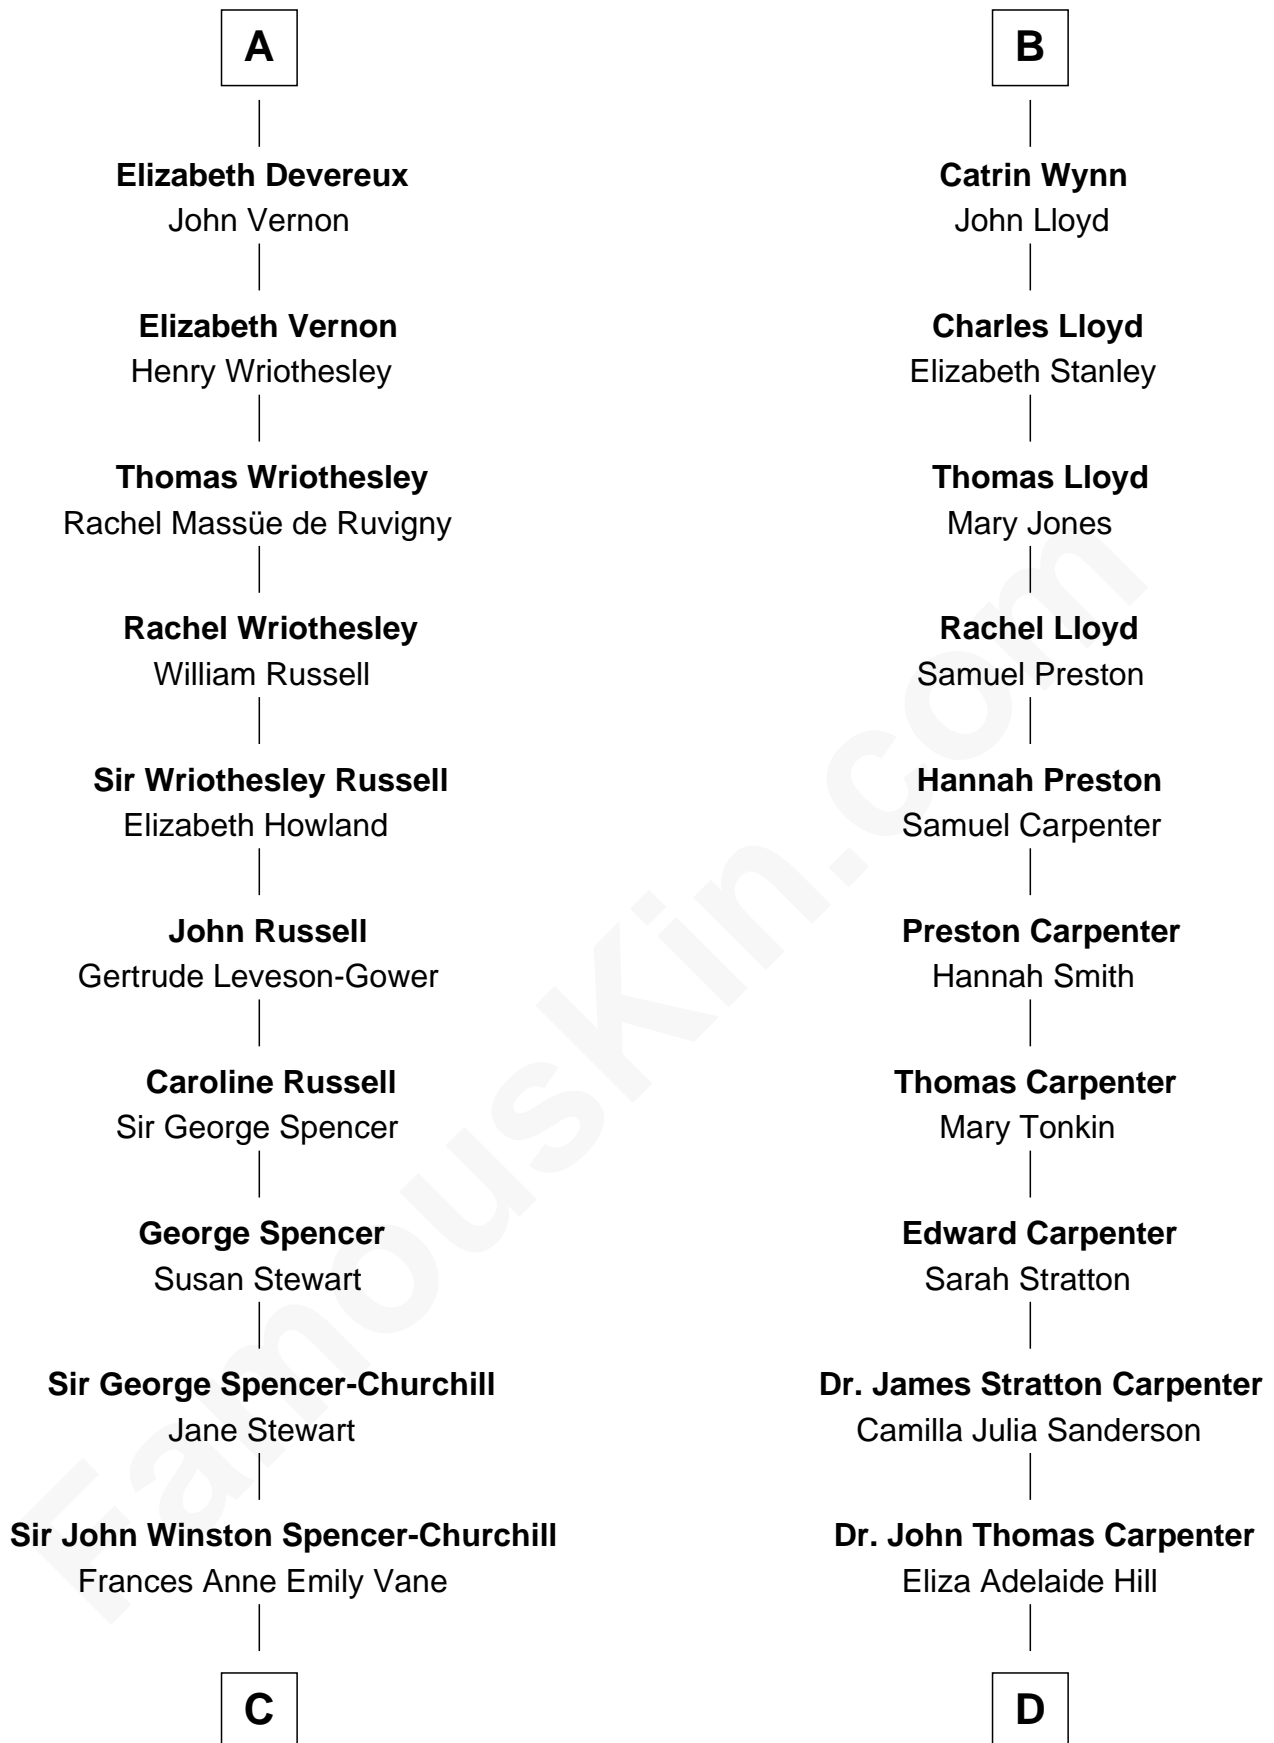 A
Elizabeth Devereux
John Vernon
Elizabeth Vernon
Henry Wriothesley
Thomas Wriothesley
Rachel Massüe de Ruvigny
Rachel Wriothesley
William Russell
Sir Wriothesley Russell
Elizabeth Howland
John Russell
Gertrude Leveson-Gower
Caroline Russell
Sir George Spencer
George Spencer
Susan Stewart
Sir George Spencer-Churchill
Jane Stewart
Sir John Winston Spencer-Churchill
Frances Anne Emily Vane
C
B
Catrin Wynn
John Lloyd
Charles Lloyd
Elizabeth Stanley
Thomas Lloyd
Mary Jones
Rachel Lloyd
Samuel Preston
Hannah Preston
Samuel Carpenter
Preston Carpenter
Hannah Smith
Thomas Carpenter
Mary Tonkin
Edward Carpenter
Sarah Stratton
Dr. James Stratton Carpenter
Camilla Julia Sanderson
Dr. John Thomas Carpenter
Eliza Adelaide Hill
D
FamousKin.com